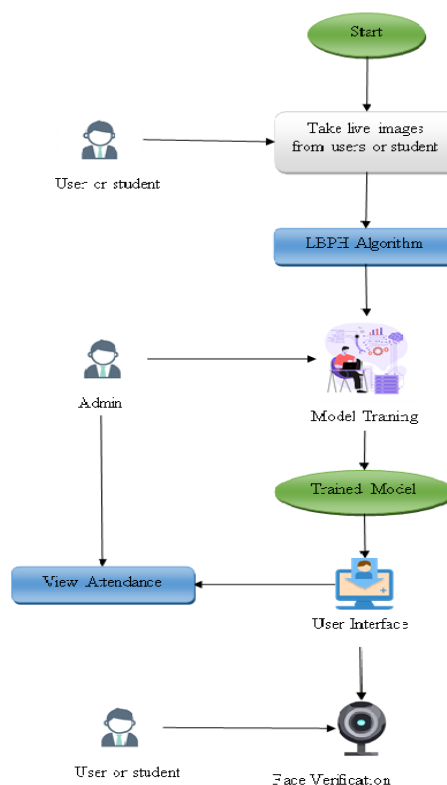 Start
Take live images
from users or student
User or student
LBPH Algorithm
Admin
Model Traning
Trained Model
View Attendance
User Interface
User or student
Face Verification